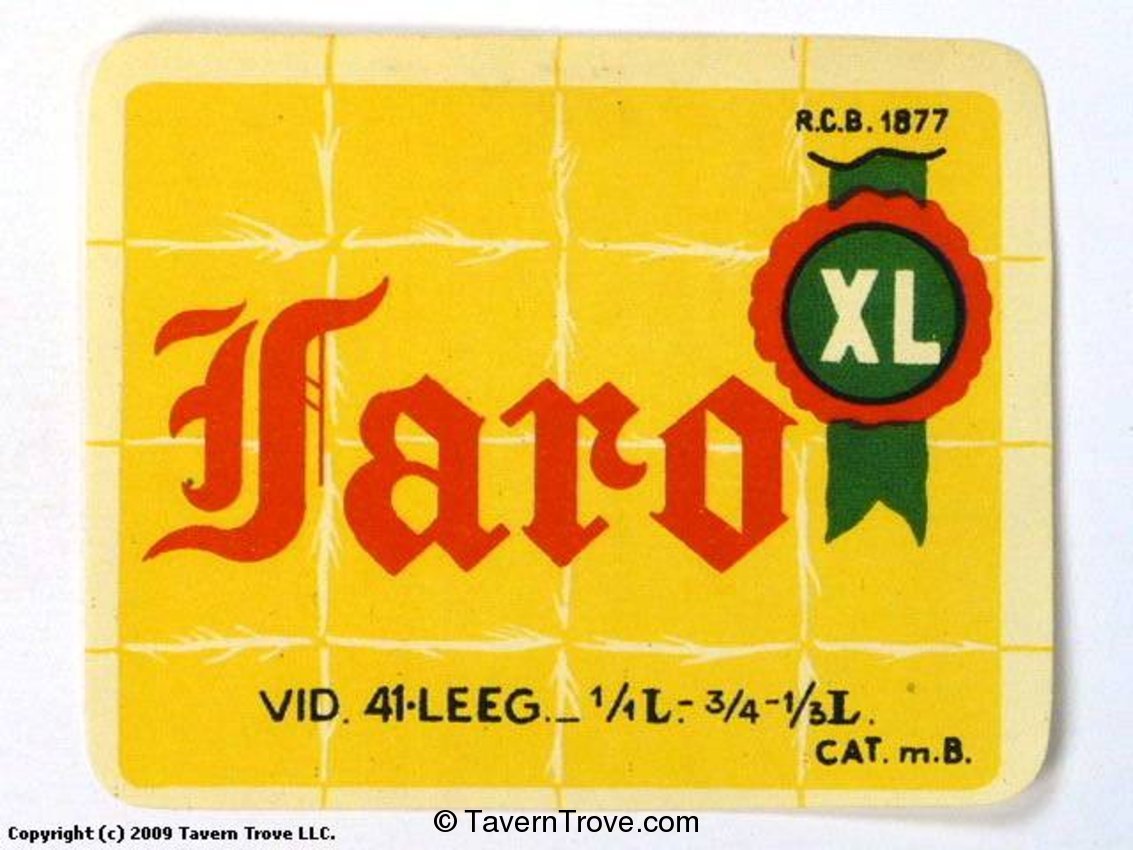 R.C.B. 1877
XL
Faro
VID. 41·LEEG._ 1/1 L.- 3/4 -1/3L.
CAT. m.B.
Copyright (c) 2009 Tavern Trove LLC.
© TavernTrove.com